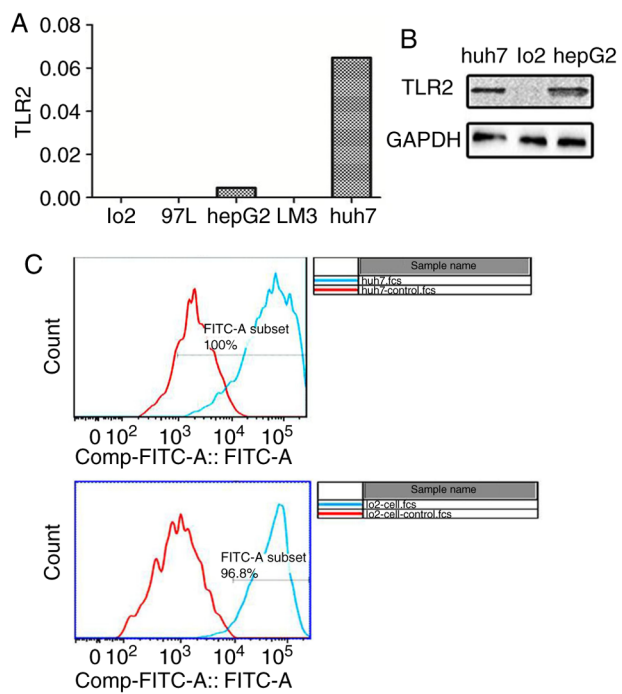 A
TLR2
0.08
0.06
0.04
0.02
0.00
lo2 97L hepG2 LM3 huh7
B
huh7 lo2 hepG2
TLR2
GAPDH
C
Count
FITC-A subset
100%
0 10² 10³ 10⁴ 10⁵
Comp-FITC-A:: FITC-A
Sample name
huh7.fcs
huh7-control.fcs
Count
FITC-A subset
96.8%
0 10² 10³ 10⁴ 10⁵
Comp-FITC-A:: FITC-A
Sample name
lo2-cell.fcs
lo2-cell-control.fcs